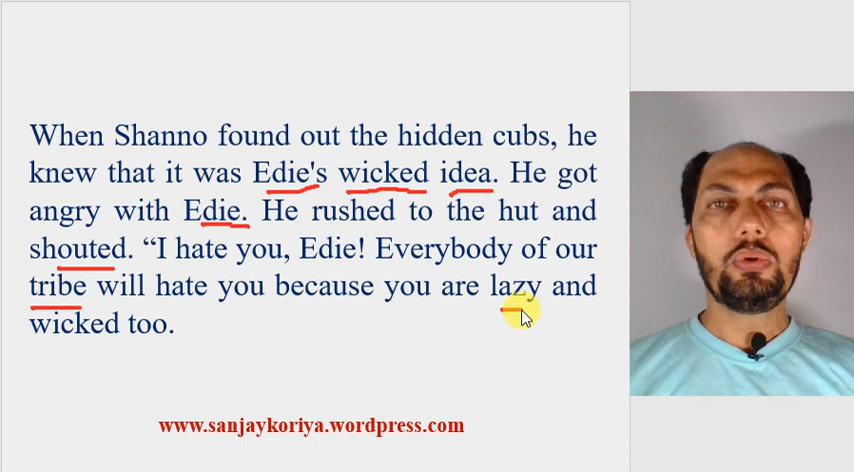 When Shanno found out the hidden cubs, he
knew that it was Edie's wicked idea. He got
angry with Edie. He rushed to the hut and
shouted. “I hate you, Edie! Everybody of our
tribe will hate you because you are lazy and
wicked too.
www.sanjaykoriya.wordpress.com